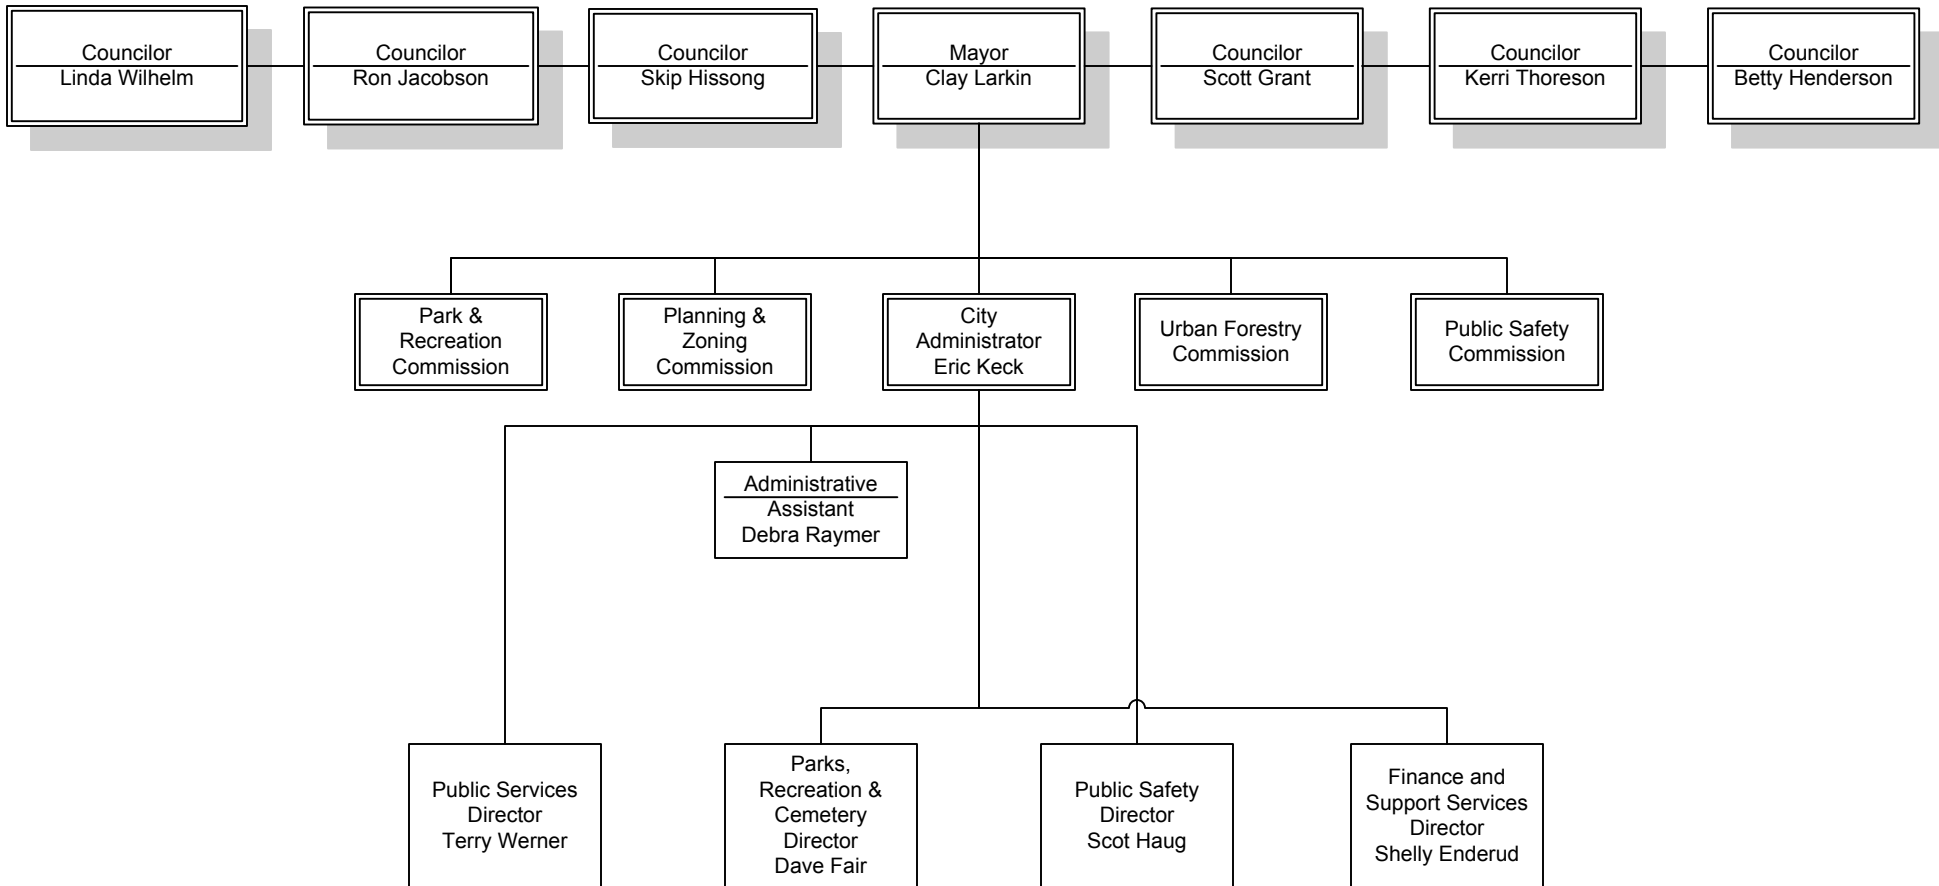 Councilor
Linda Wilhelm
Councilor
Ron Jacobson
Councilor
Skip Hissong
Mayor
Clay Larkin
Councilor
Scott Grant
Councilor
Kerri Thoreson
Councilor
Betty Henderson
Park &
Recreation
Commission
Planning &
Zoning
Commission
City
Administrator
Eric Keck
Urban Forestry
Commission
Public Safety
Commission
Administrative
Assistant
Debra Raymer
Public Services
Director
Terry Werner
Parks,
Recreation &
Cemetery
Director
Dave Fair
Public Safety
Director
Scot Haug
Finance and
Support Services
Director
Shelly Enderud